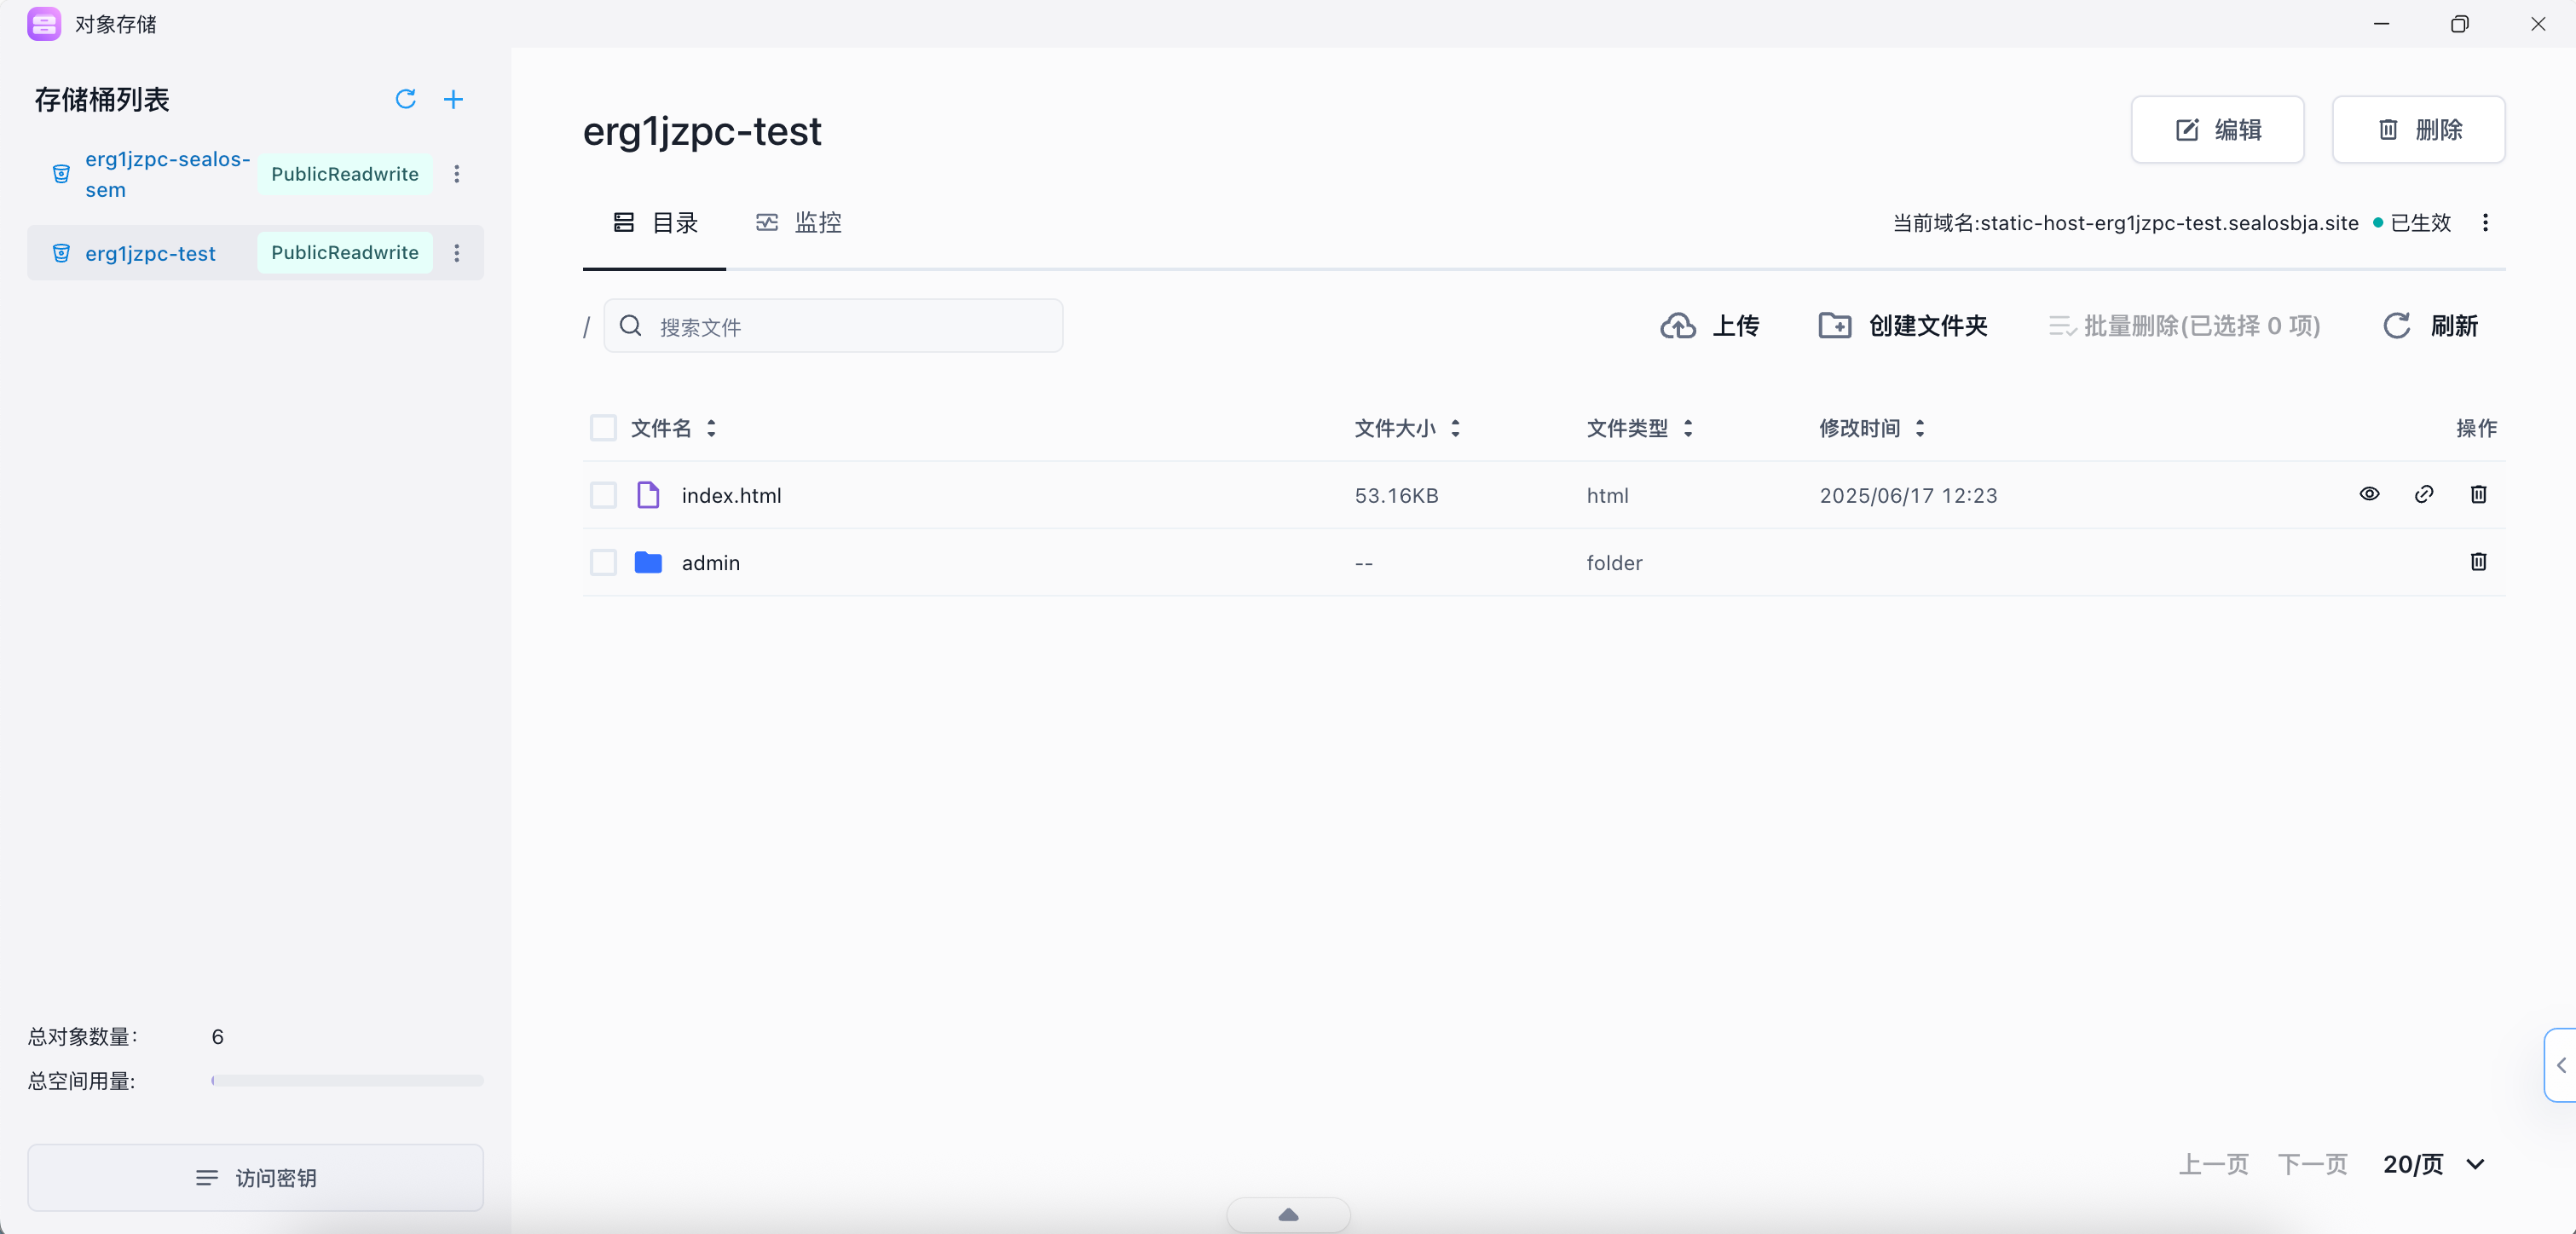 对象存储
存储桶列表
erg1jzpc-sealos-
sem
PublicReadwrite
erg1jzpc-test
PublicReadwrite
总对象数量:
6
总空间用量:
访问密钥
erg1jzpc-test
编辑
删除
目录
监控
当前域名:static-host-erg1jzpc-test.sealosbja.site
已生效
/
搜索文件
上传
创建文件夹
批量删除(已选择 0 项)
刷新
文件名
文件大小
文件类型
修改时间
操作
index.html
53.16KB
html
2025/06/17 12:23
admin
--
folder
上一页
下一页
20/页